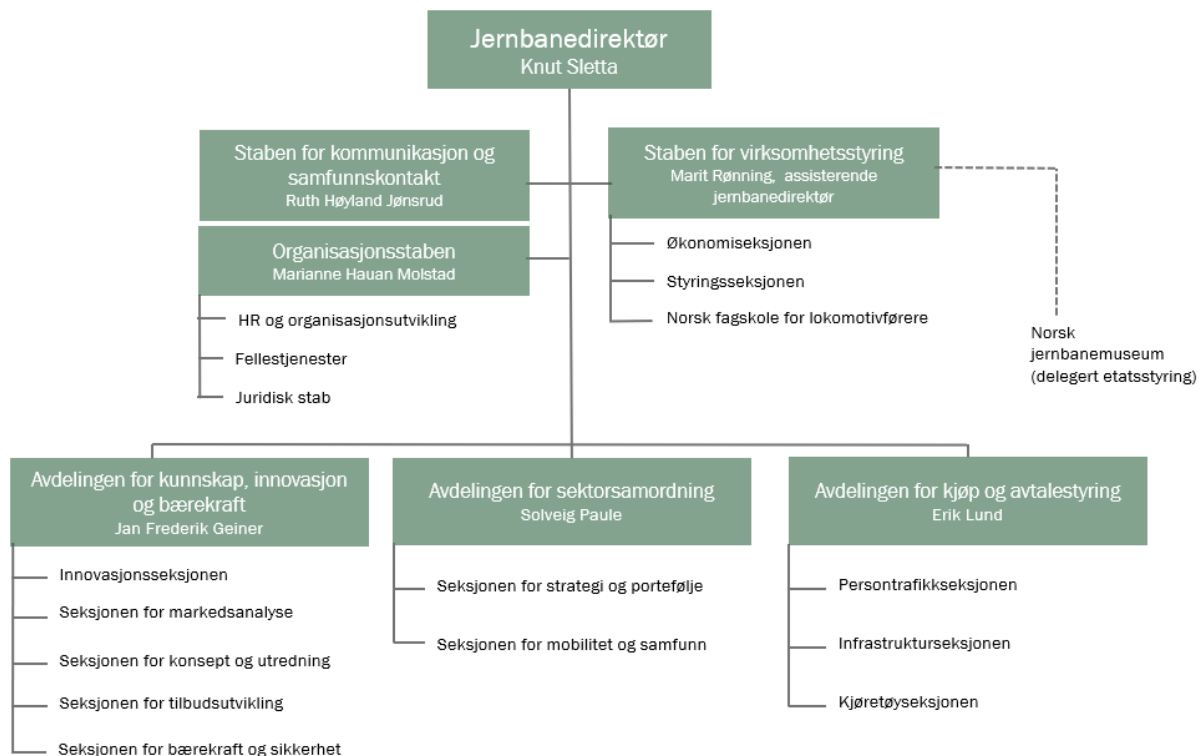 Jernbanedirektør
Knut Sletta
Staben for kommunikasjon og
samfunnskontakt
Ruth Høyland Jønsrud
Staben for virksomhetsstyring
Marit Rønning, assisterende
jernbanedirektør
Organisasjonsstaben
Marianne Hauan Molstad
HR og organisasjonsutvikling
Fellestjenester
Juridisk stab
Økonomiseksjonen
Styringsseksjonen
Norsk fagskole for lokomotivførere
Norsk
jernbanemuseum
(delegert etatsstyring)
Avdelingen for kunnskap, innovasjon
og bærekraft
Jan Frederik Geiner
Innovasjonsseksjonen
Seksjonen for markedsanalyse
Seksjonen for konsept og utredning
Seksjonen for tilbudsutvikling
Seksjonen for bærekraft og sikkerhet
Avdelingen for sektorsamordning
Solveig Paule
Seksjonen for strategi og portefølje
Seksjonen for mobilitet og samfunn
Avdelingen for kjøp og avtalestyring
Erik Lund
Persontrafikkseksjonen
Infrastrukturseksjonen
Kjøretøyseksjonen